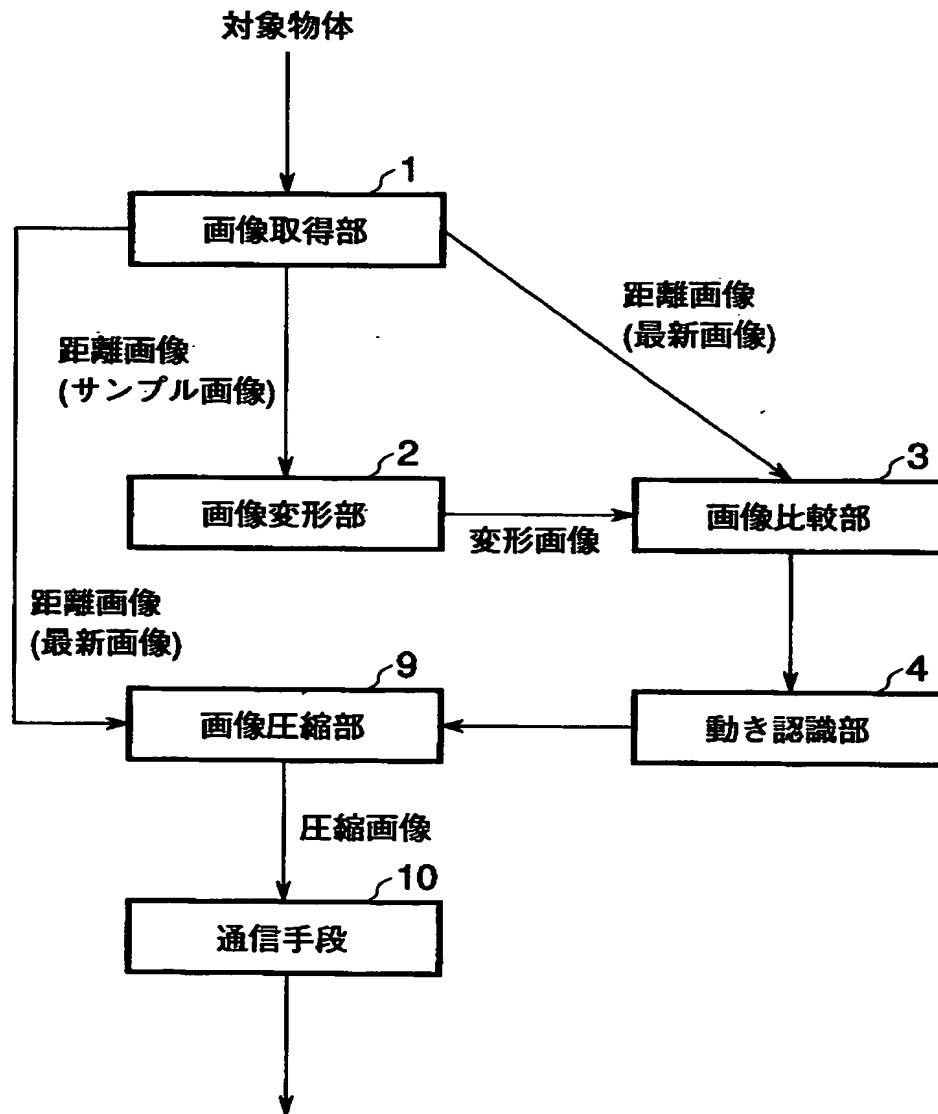 対象物体
1
画像取得部
距離画像
(最新画像)
距離画像
(サンプル画像)
2
画像変形部
3
画像比較部
変形画像
距離画像
(最新画像)
9
画像圧縮部
4
動き認識部
圧縮画像
10
通信手段